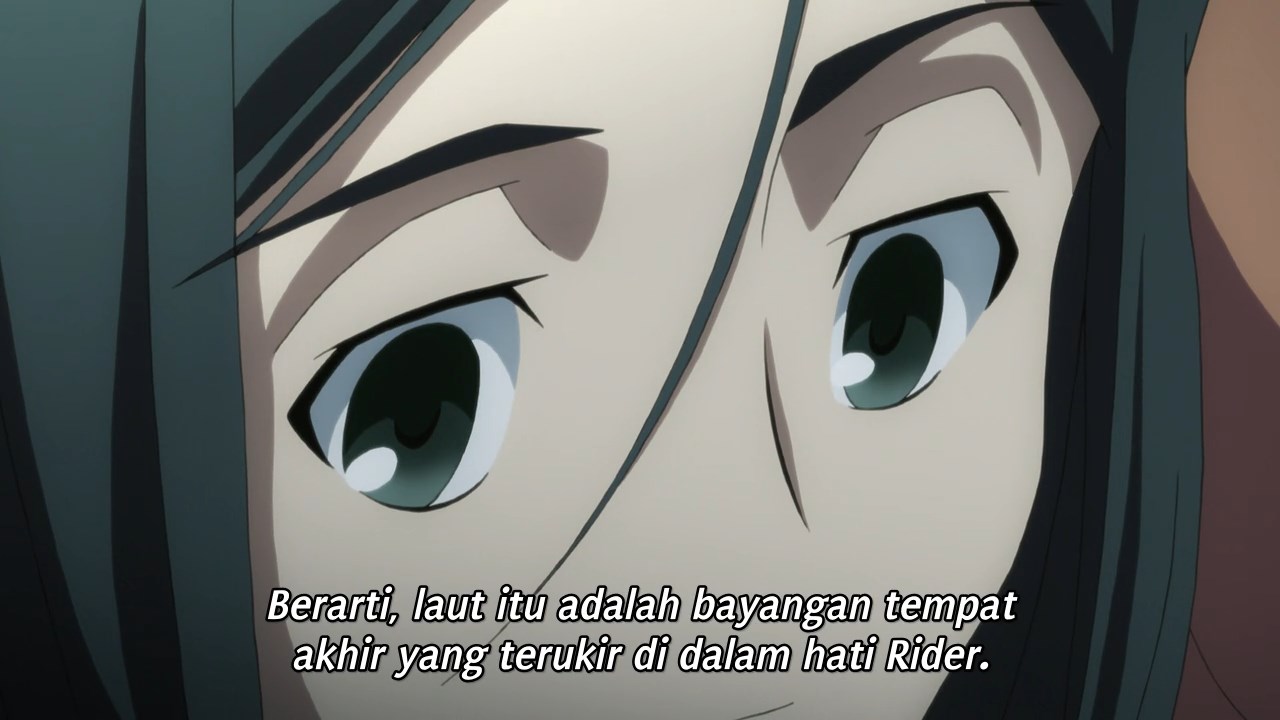 Berarti, laut itu adalah bayangan tempat
akhir yang terukir di dalam hati Rider.